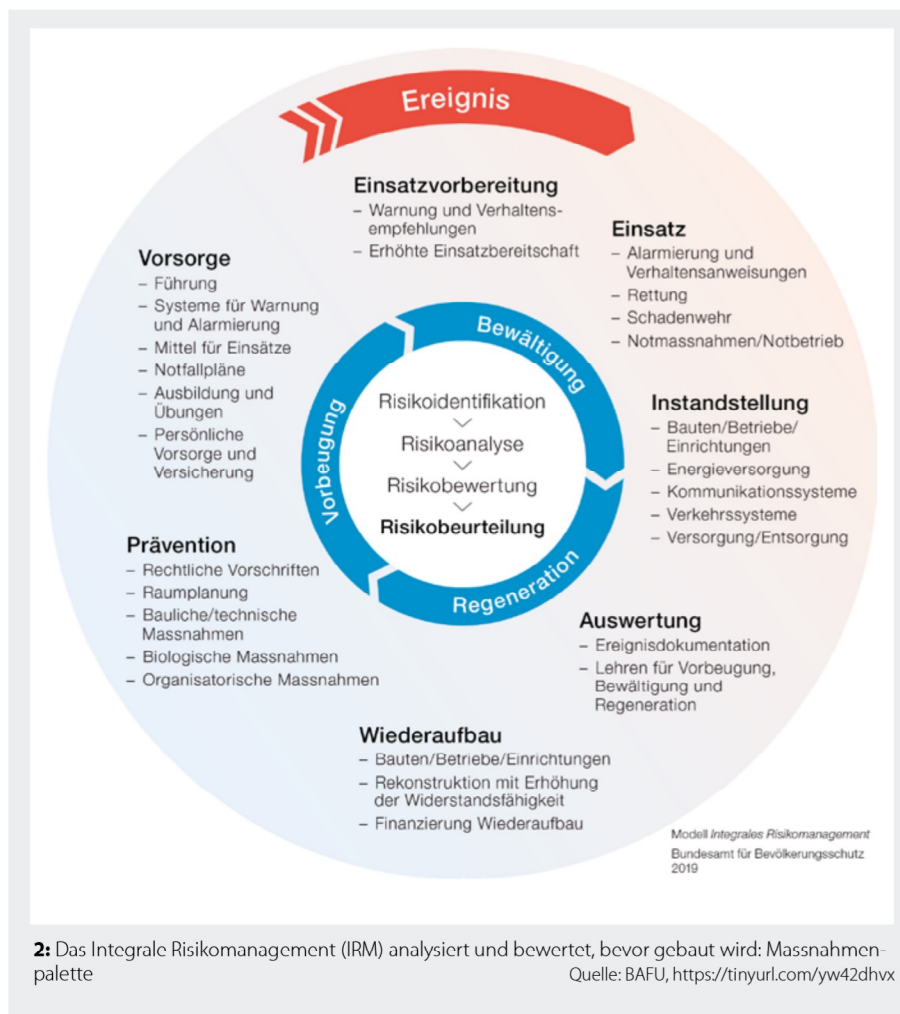 Ereignis
Einsatzvorbereitung
– Warnung und Verhaltens-
empfehlungen
– Erhöhte Einsatzbereitschaft
Einsatz
– Alarmierung und
Verhaltensanweisungen
– Rettung
– Schadenwehr
– Notmassnahmen/Notbetrieb
Vorsorge
– Führung
– Systeme für Warnung
und Alarmierung
– Mittel für Einsätze
– Notfallpläne
– Ausbildung und
Übungen
– Persönliche
Vorsorge und
Versicherung
Bewältigung
Vorbeugung
Regeneration
Risikoidentifikation
Risikoanalyse
Risikobewertung
Risikobeurteilung
Instandstellung
– Bauten/Betriebe/
Einrichtungen
– Energieversorgung
– Kommunikationssysteme
– Verkehrssysteme
– Versorgung/Entsorgung
Prävention
– Rechtliche Vorschriften
– Raumplanung
– Bauliche/technische
Massnahmen
– Biologische Massnahmen
– Organisatorische Massnahmen
Auswertung
– Ereignisdokumentation
– Lehren für Vorbeugung,
Bewältigung und
Regeneration
Wiederaufbau
– Bauten/Betriebe/Einrichtungen
– Rekonstruktion mit Erhöhung
der Widerstandsfähigkeit
– Finanzierung Wiederaufbau
Modell Integrales Risikomanagement
Bundesamt für Bevölkerungsschutz
2019
2: Das Integrale Risikomanagement (IRM) analysiert und bewertet, bevor gebaut wird: Massnahmen-
palette
Quelle: BAFU, https://tinyurl.com/yw42dhvx